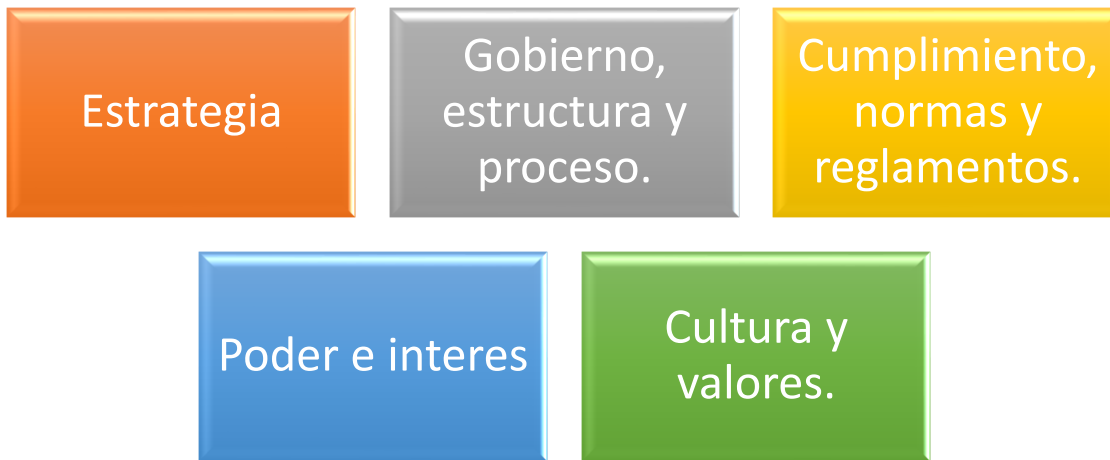 Estrategia
Gobierno,
estructura y
proceso.
Cumplimiento,
normas y
reglamentos.
Poder e interes
Cultura y
valores.